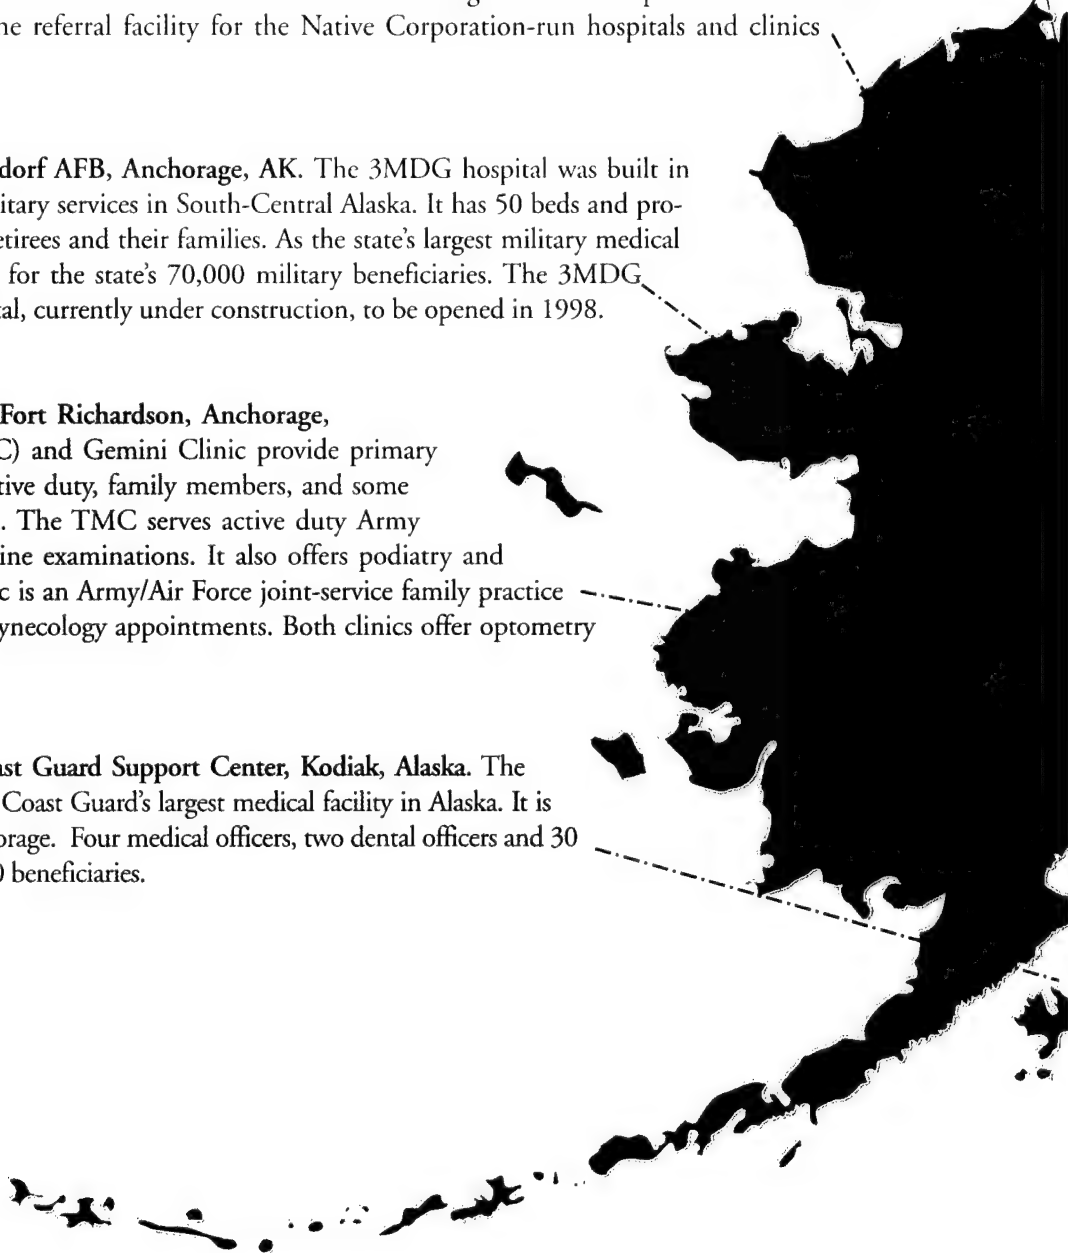 he referral facility for the Native Corporation-run hospitals and clinics
dorf AFB, Anchorage, AK. The 3MDG hospital was built in
itary services in South-Central Alaska. It has 50 beds and pro-
etirees and their families. As the state's largest military medical
for the state's 70,000 military beneficiaries. The 3MDG
tal, currently under construction, to be opened in 1998.
Fort Richardson, Anchorage,
C) and Gemini Clinic provide primary
tive duty, family members, and some
. The TMC serves active duty Army
ine examinations. It also offers podiatry and
c is an Army/Air Force joint-service family practice
ynecology appointments. Both clinics offer optometry
ast Guard Support Center, Kodiak, Alaska. The
Coast Guard's largest medical facility in Alaska. It is
orage. Four medical officers, two dental officers and 30
0 beneficiaries.